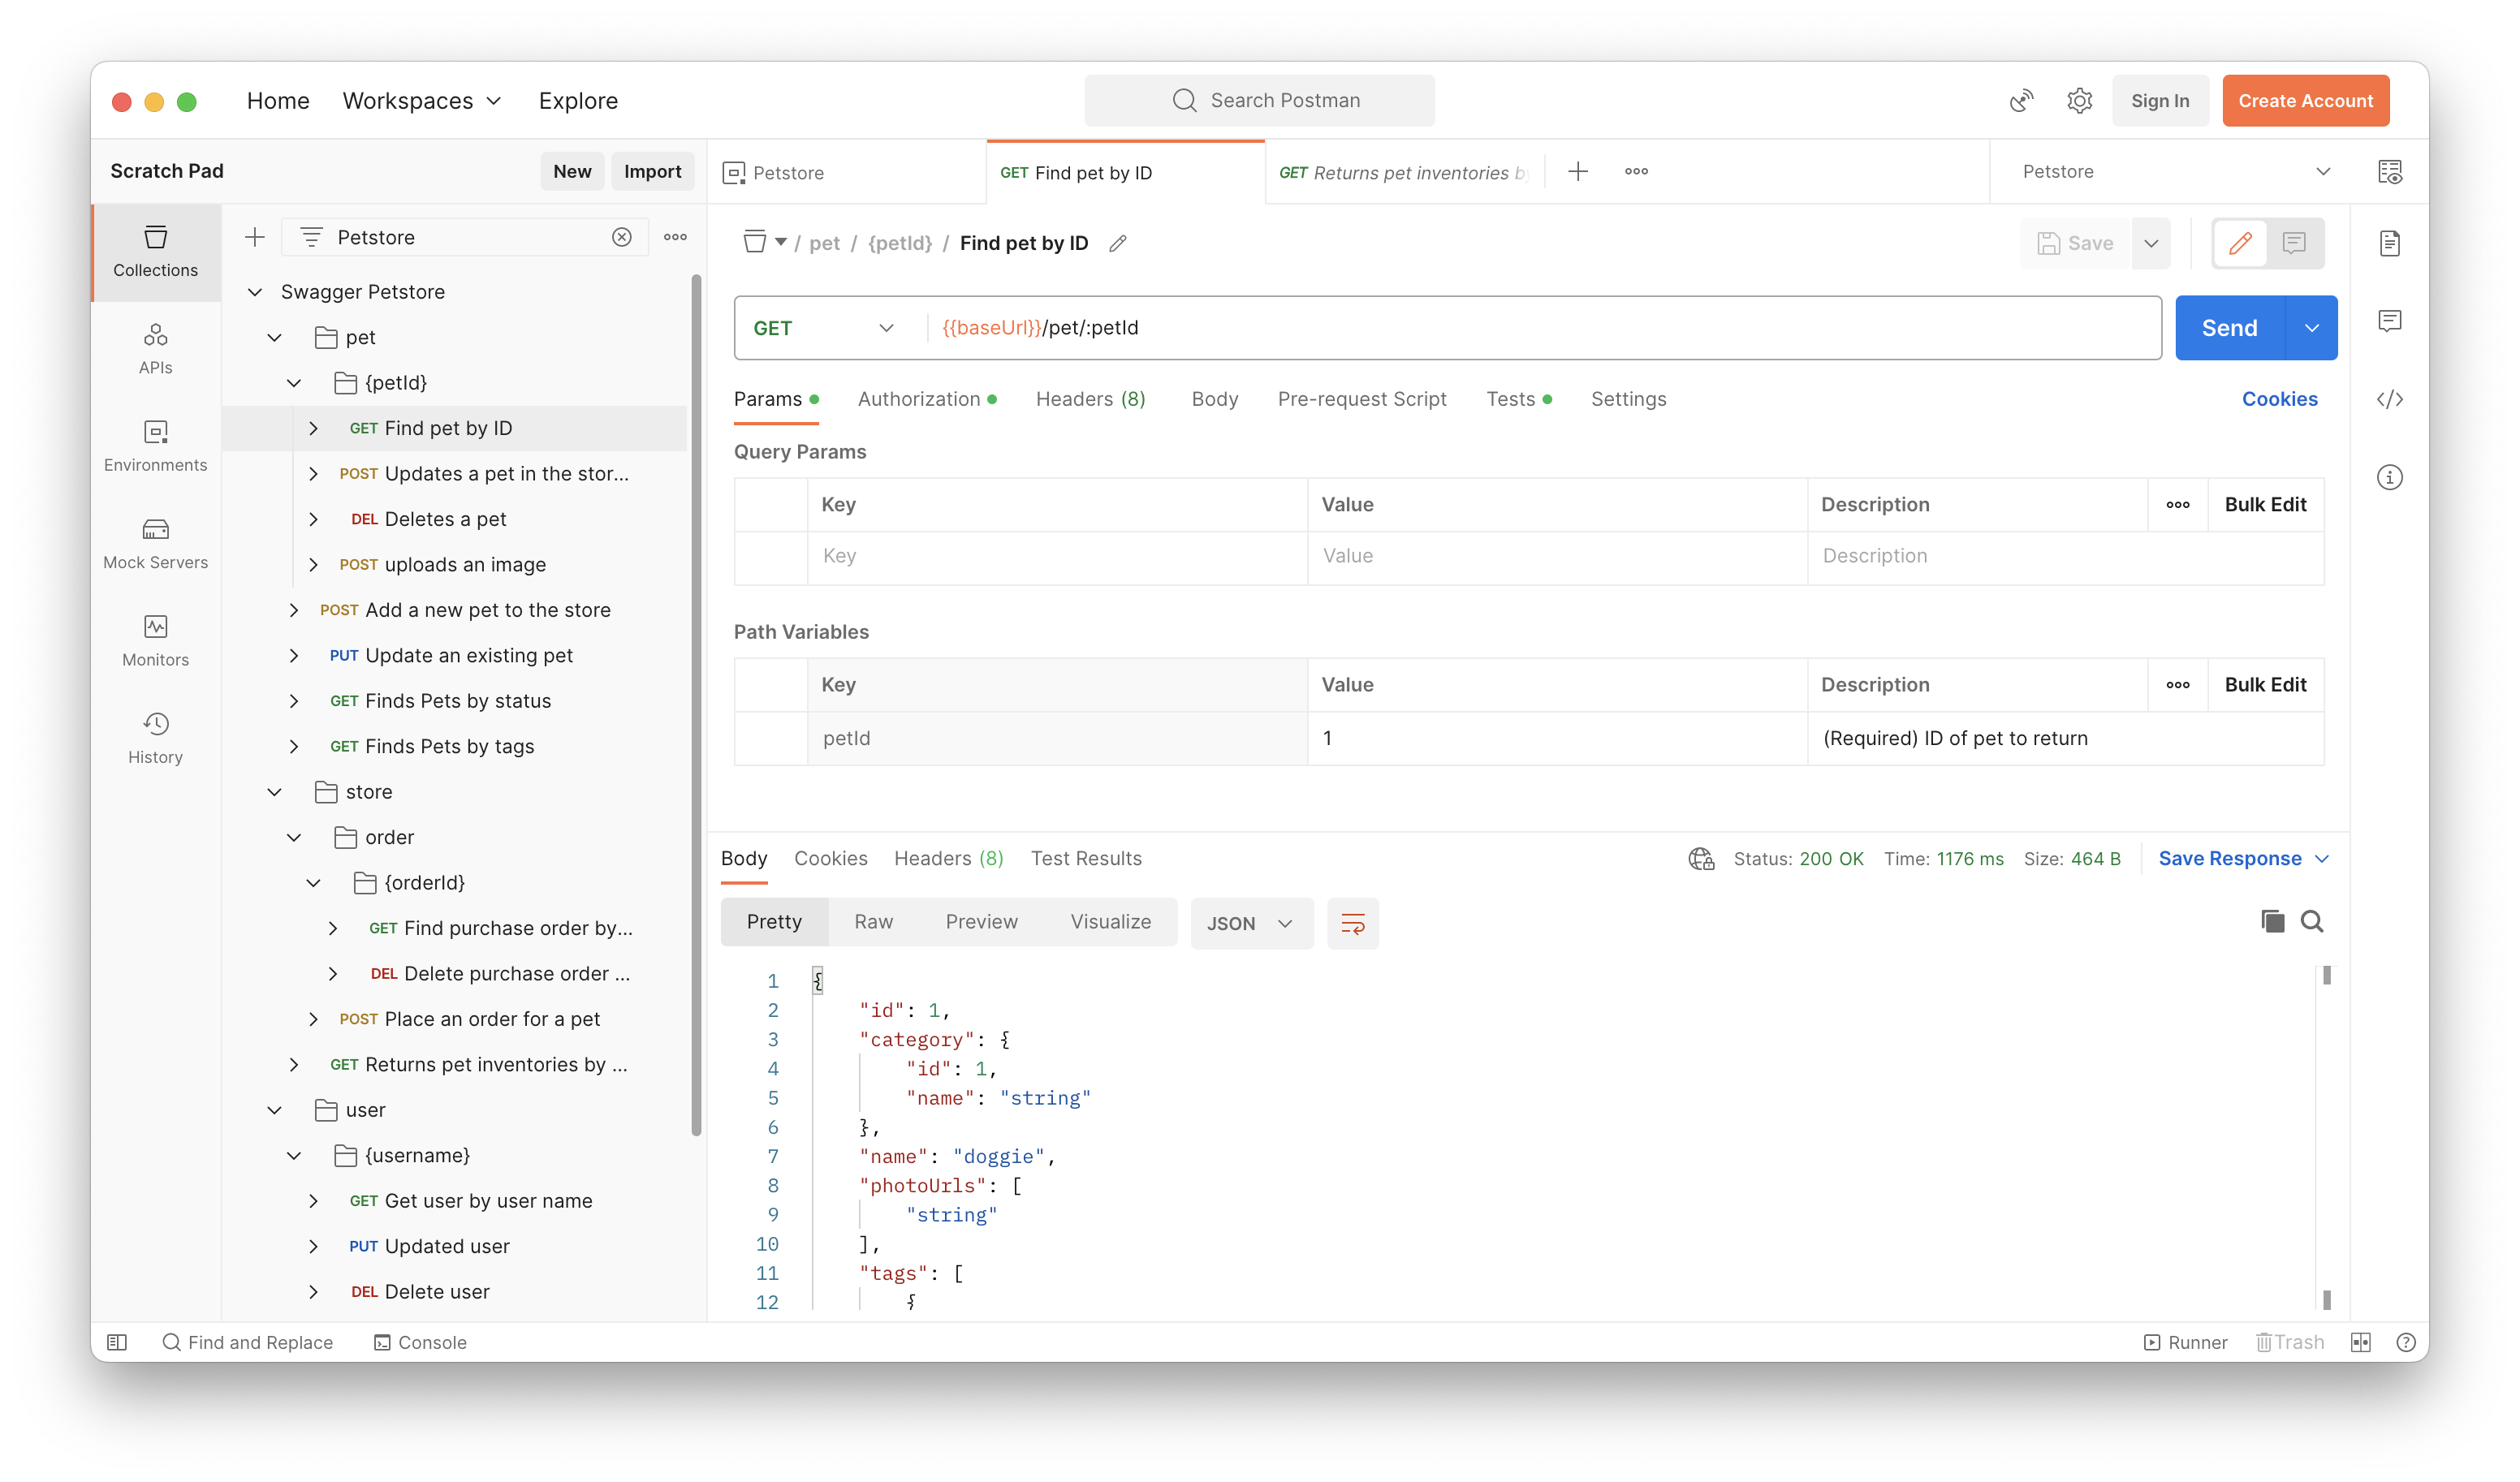 Home Workspaces Explore Search Postman Sign In Create Account
Scratch Pad New Import
Petstore GET Find pet by ID GET Returns pet inventories by Petstore
Collections
APIs
Environments
Mock Servers
Monitors
History
Petstore
Swagger Petstore
pet
{petId}
GET Find pet by ID
POST Updates a pet in the stor...
DEL Deletes a pet
POST uploads an image
POST Add a new pet to the store
PUT Update an existing pet
GET Finds Pets by status
GET Finds Pets by tags
store
order
{orderId}
GET Find purchase order by...
DEL Delete purchase order ...
POST Place an order for a pet
GET Returns pet inventories by ...
user
{username}
GET Get user by user name
PUT Updated user
DEL Delete user
/ pet / {petId} / Find pet by ID Save
GET {{baseUrl}}/pet/:petId Send
Params Authorization Headers (8) Body Pre-request Script Tests Settings Cookies
Query Params
Key Value Description Bulk Edit
Key Value Description
Path Variables
Key Value Description Bulk Edit
petId 1 (Required) ID of pet to return
Body Cookies Headers (8) Test Results Status: 200 OK Time: 1176 ms Size: 464 B Save Response
Pretty Raw Preview Visualize JSON
1 {
2 "id": 1,
3 "category": {
4 "id": 1,
5 "name": "string"
6 },
7 "name": "doggie",
8 "photoUrls": [
9 "string"
10 ],
11 "tags": [
12 {
Find and Replace Console Runner Trash